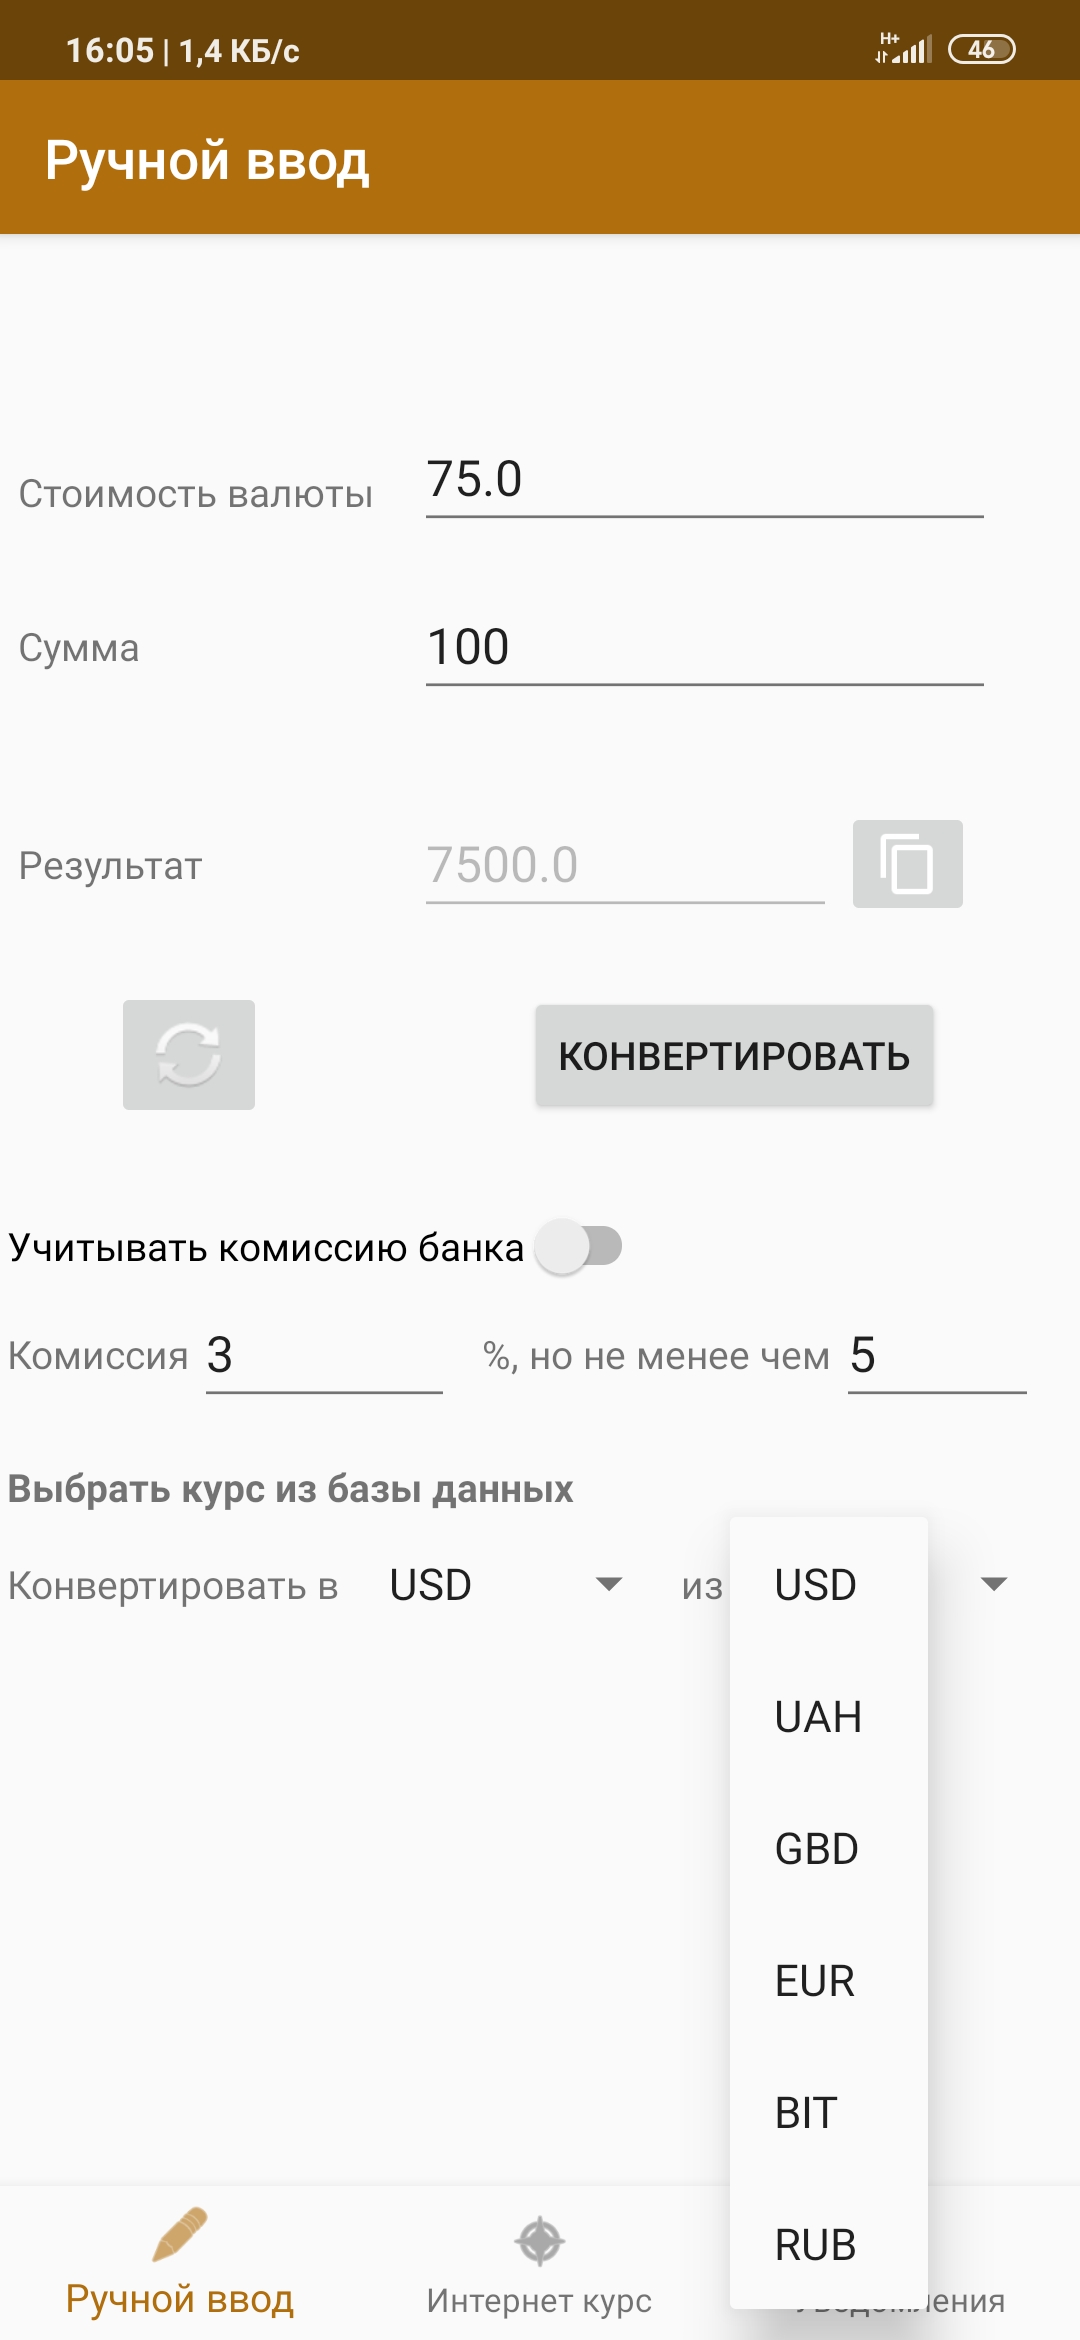 16:05 | 1,4 КБ/с
H+
46
Ручной ввод
Стоимость валюты 75.0
Сумма 100
Результат 7500.0
КОНВЕРТИРОВАТЬ
Учитывать комиссию банка
Комиссия 3 %, но не менее чем 5
Выбрать курс из базы данных
Конвертировать в USD из USD
UAH
GBD
EUR
BIT
RUB
Ручной ввод
Интернет курс
Уведомления